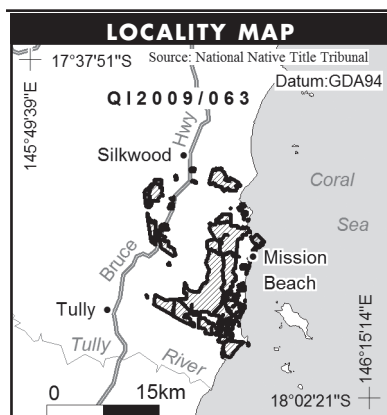 LOCALITY MAP
17°37'51"S
Source: National Native Title Tribunal
Datum:GDA94
145°49'39"E
QI2009/063
Hwy
Silkwood
Coral
Sea
Bruce
Mission
Beach
Tully
Tully
River
146°15'14"E
0 15km
18°02'21"S